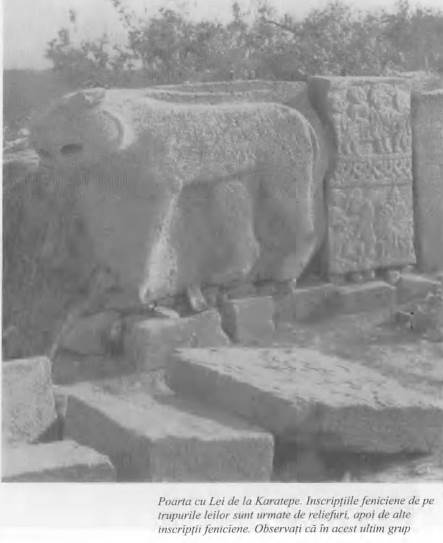 Poarta cu Lei de la Karatepe. Inscripțiile feniciene de pe
trupurile leilor sunt urmate de reliefuri, apoi de alte
inscripții feniciene. Observați că în acest ultim grup